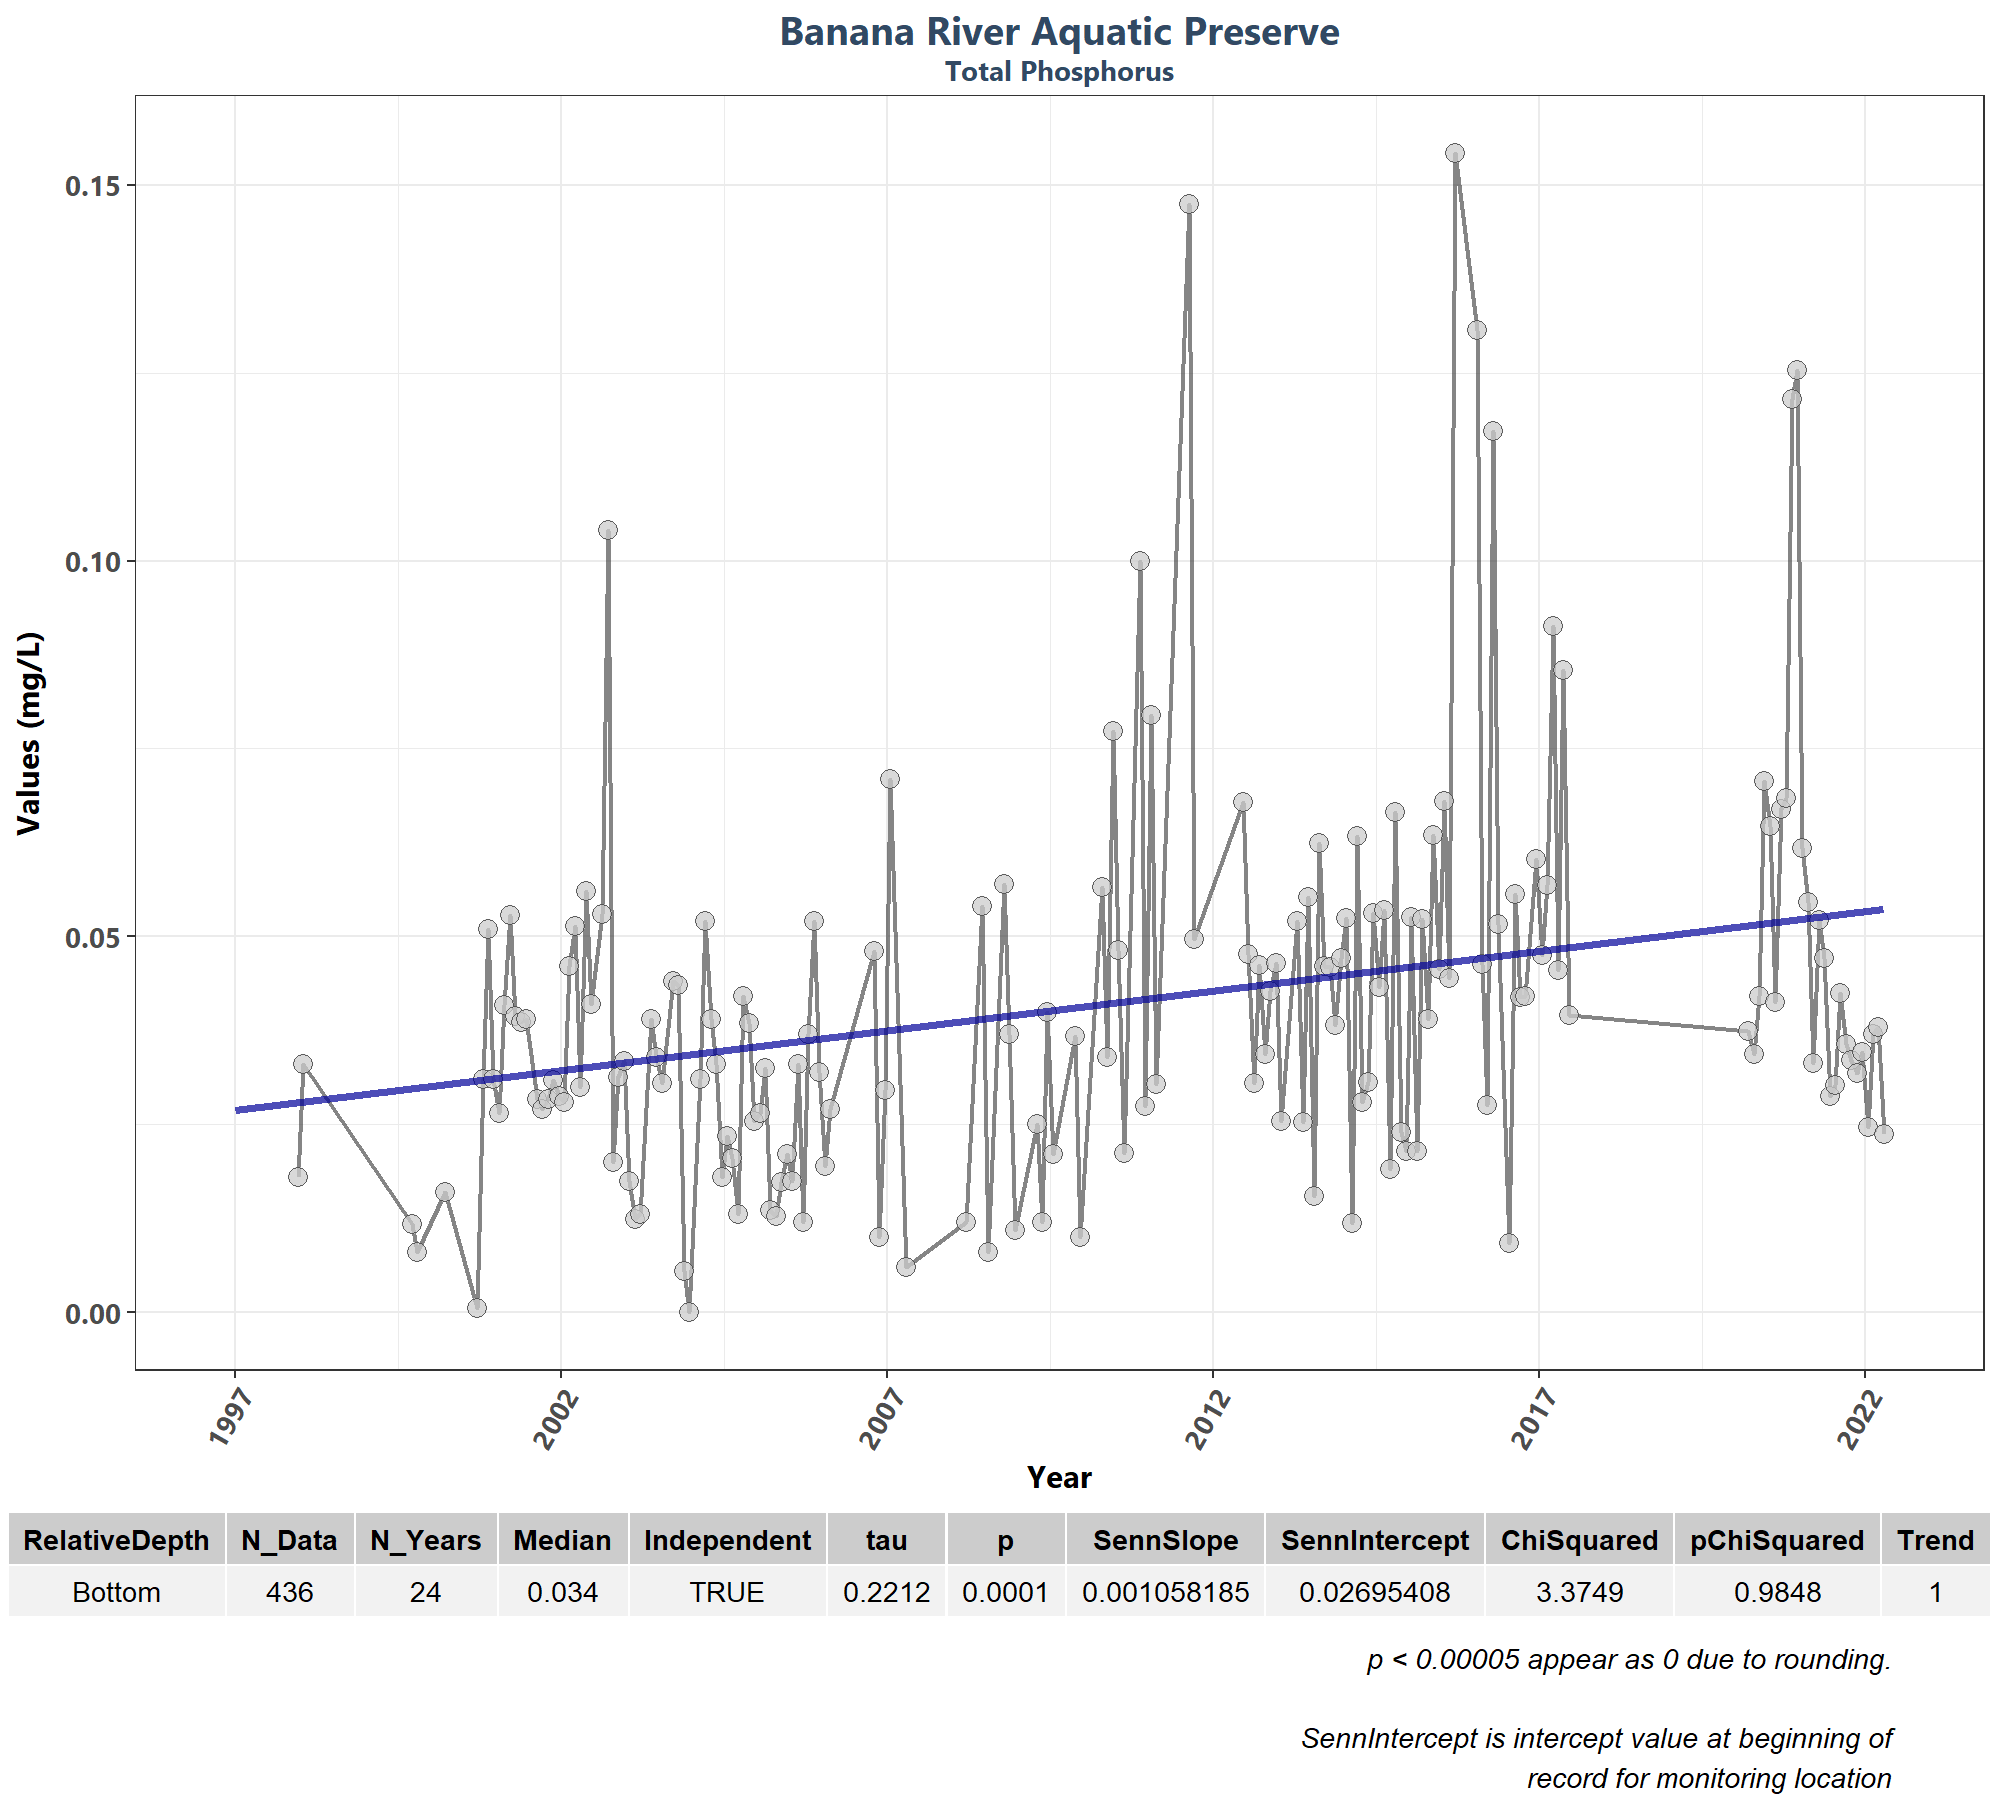 Banana River Aquatic Preserve
Total Phosphorus
Values (mg/L)
0.15
0.10
0.05
0.00
1997 2002 2007 2012 2017 2022
Year
RelativeDepth N_Data N_Years Median Independent tau p SennSlope SennIntercept ChiSquared pChiSquared Trend
Bottom 436 24 0.034 TRUE 0.2212 0.0001 0.001058185 0.02695408 3.3749 0.9848 1
p < 0.00005 appear as 0 due to rounding.
SennIntercept is intercept value at beginning of
record for monitoring location